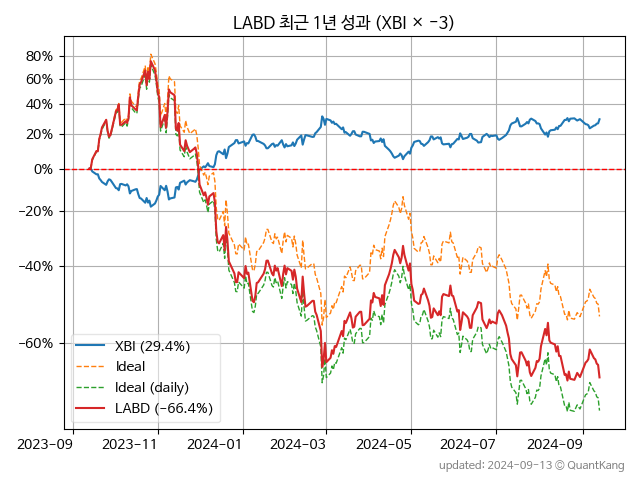 LABD 최근 1년 성과 (XBI × −3)
80%
60%
40%
20%
0%
−20%
−40%
−60%
XBI (29.4%)
Ideal
Ideal (daily)
LABD (−66.4%)
2023−09
2023−11
2024−01
2024−03
2024−05
2024−07
2024−09
updated: 2024−09−13 © QuantKang